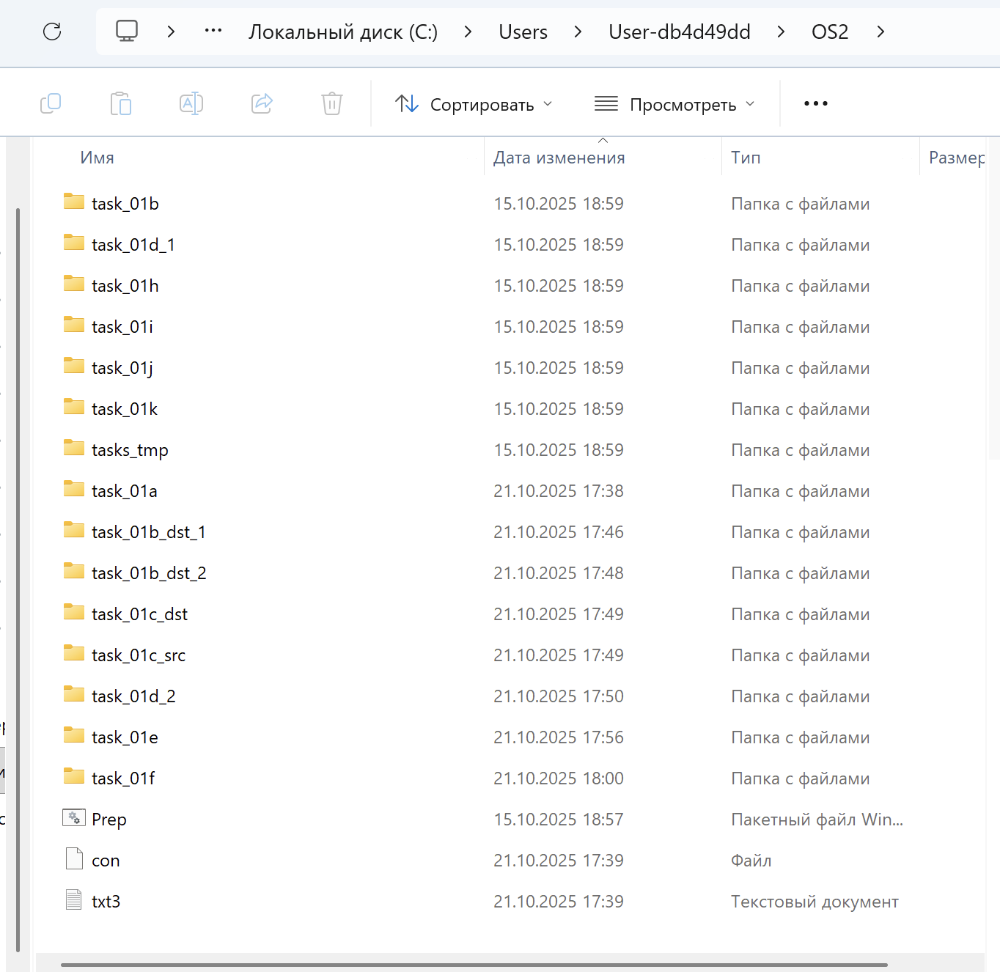 Локальный диск (C:) Users User-db4d49dd OS2
Сортировать Просмотреть
Имя Дата изменения Тип Размер
task_01b 15.10.2025 18:59 Папка с файлами
task_01d_1 15.10.2025 18:59 Папка с файлами
task_01h 15.10.2025 18:59 Папка с файлами
task_01i 15.10.2025 18:59 Папка с файлами
task_01j 15.10.2025 18:59 Папка с файлами
task_01k 15.10.2025 18:59 Папка с файлами
tasks_tmp 15.10.2025 18:59 Папка с файлами
task_01a 21.10.2025 17:38 Папка с файлами
task_01b_dst_1 21.10.2025 17:46 Папка с файлами
task_01b_dst_2 21.10.2025 17:48 Папка с файлами
task_01c_dst 21.10.2025 17:49 Папка с файлами
task_01c_src 21.10.2025 17:49 Папка с файлами
task_01d_2 21.10.2025 17:50 Папка с файлами
task_01e 21.10.2025 17:56 Папка с файлами
task_01f 21.10.2025 18:00 Папка с файлами
Prep 15.10.2025 18:57 Пакетный файл Win...
con 21.10.2025 17:39 Файл
txt3 21.10.2025 17:39 Текстовый документ